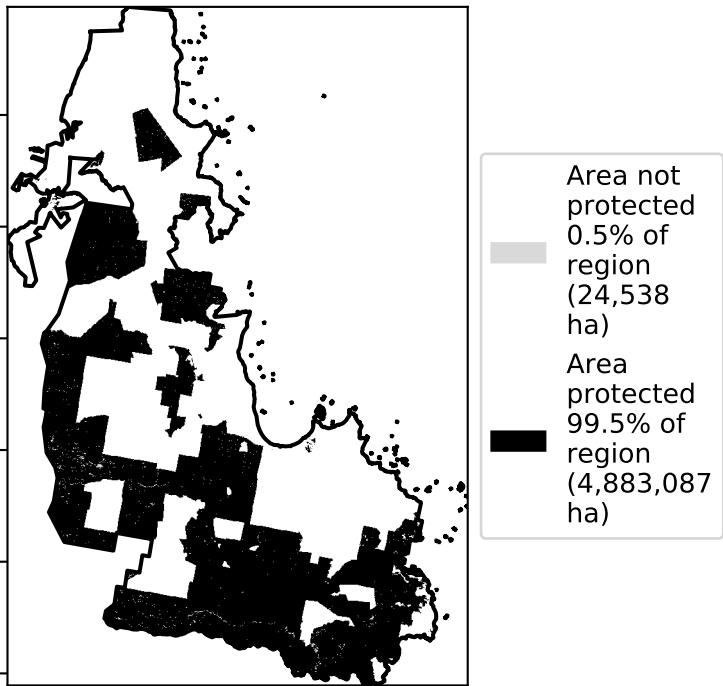 Area not
protected
0.5% of
region
(24,538
ha)
Area
protected
99.5% of
region
(4,883,087
ha)